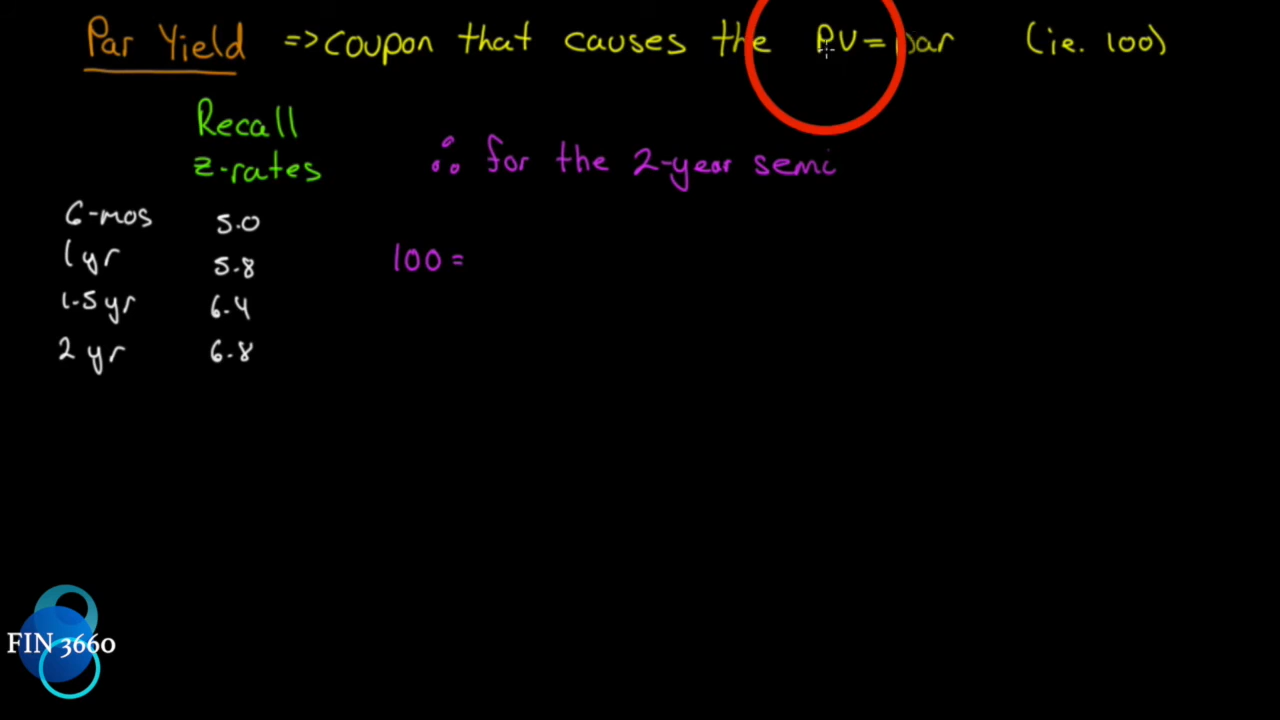 Par Yield => coupon that causes the PV = par (ie. 100)
Recall
z-rates
∴ for the 2-year semi
6-mos 5.0
1 yr 5.8
100 =
1.5 yr 6.4
2 yr 6.8
FIN 3660